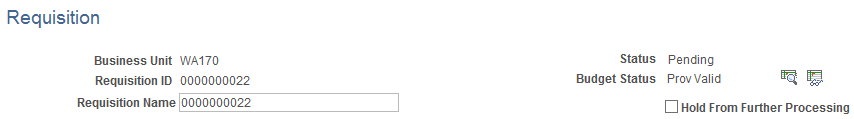 Requisition
Business Unit WA170
Status Pending
Requisition ID 0000000022
Budget Status Prov Valid
Requisition Name 0000000022
Hold From Further Processing